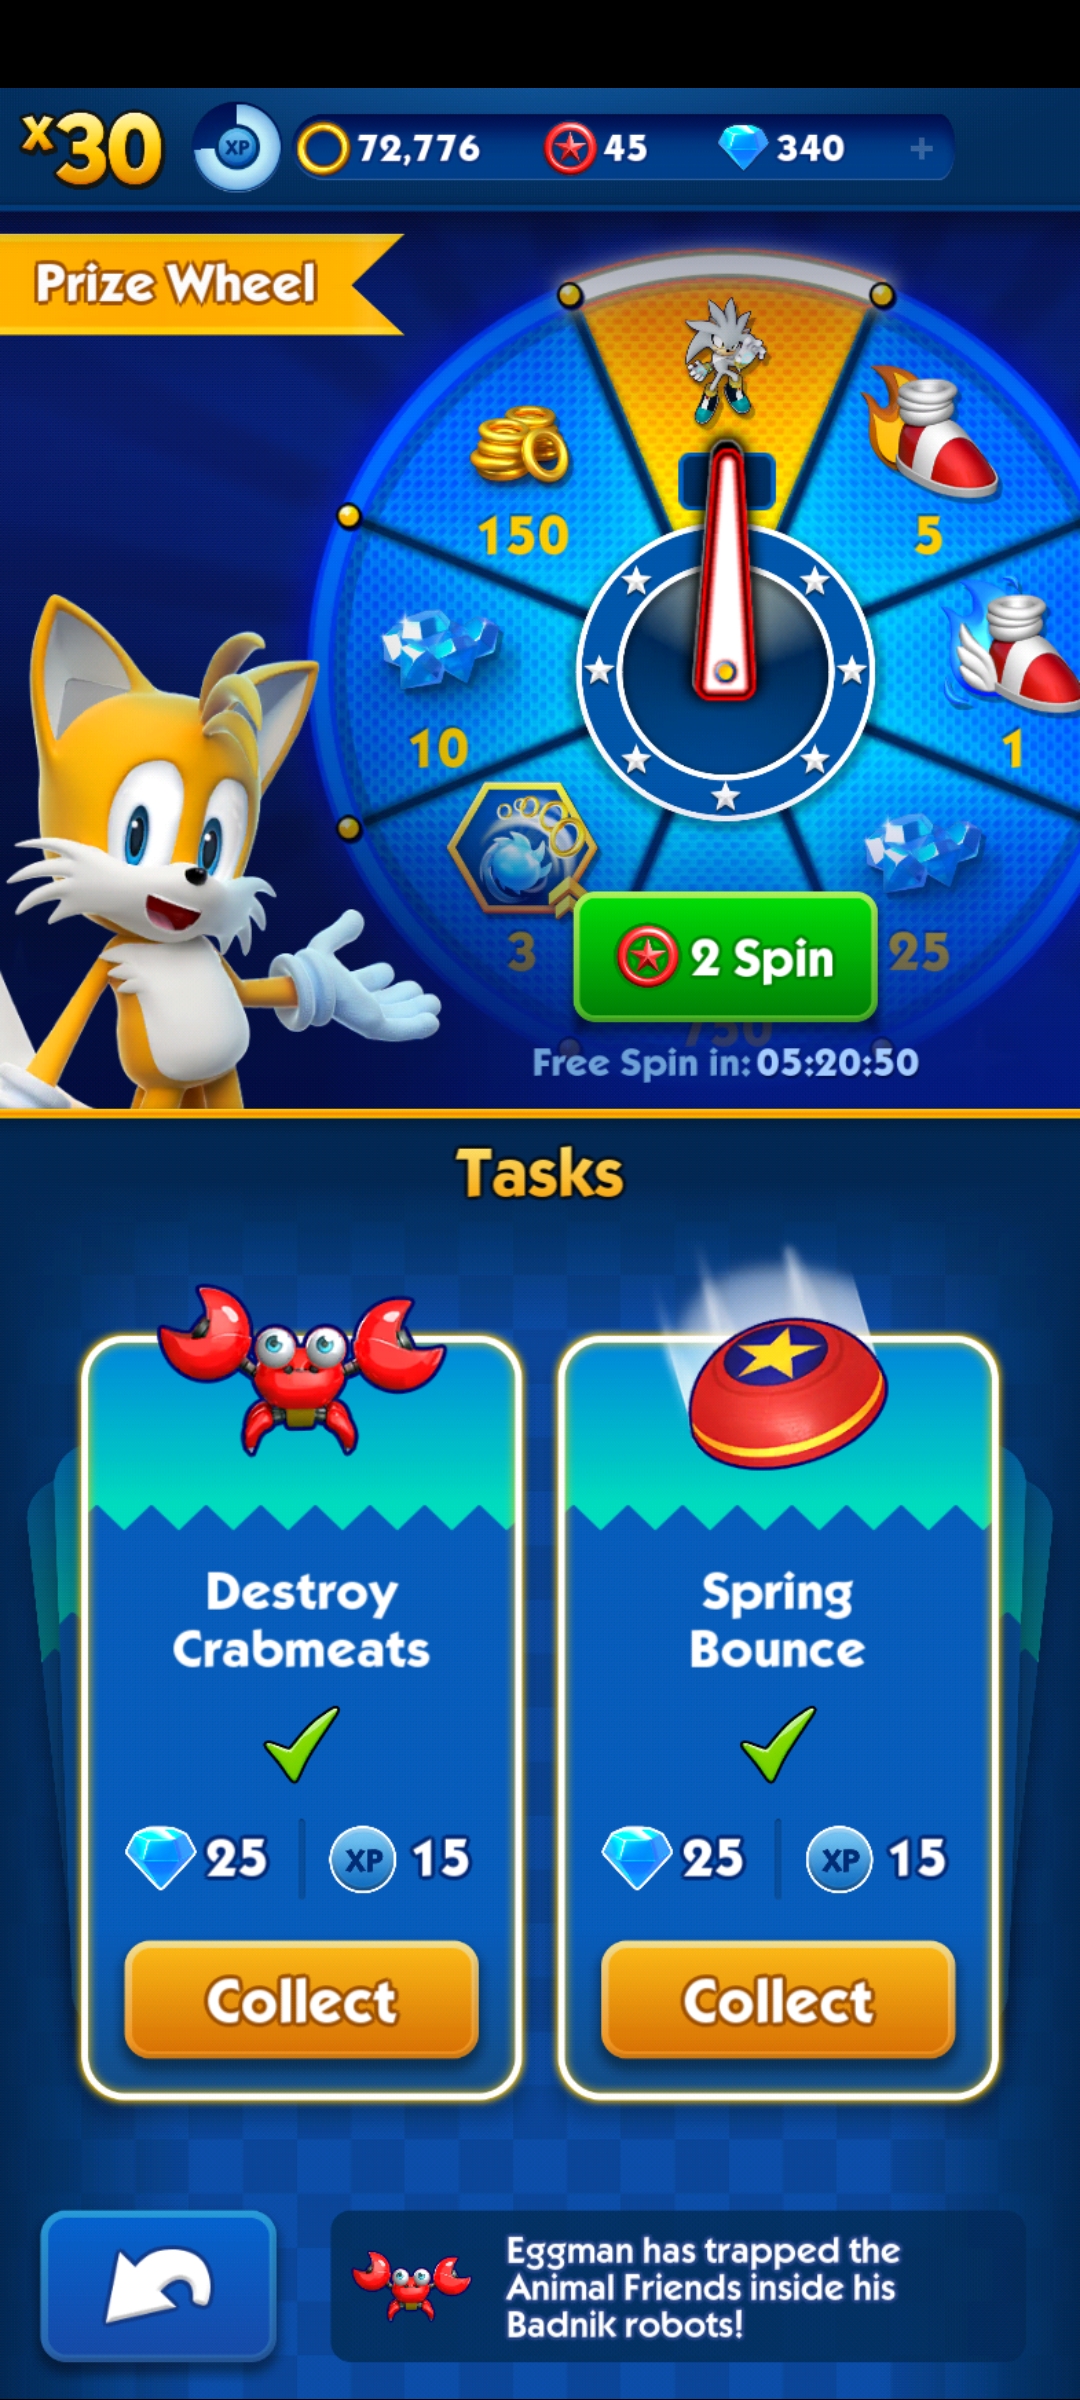 x30
XP
72,776
45
340
+
Prize Wheel
150
5
10
1
3
25
2 Spin
750
Free Spin in: 05:20:50
Tasks
Destroy
Crabmeats
25
XP
15
Collect
Spring
Bounce
25
XP
15
Collect
Eggman has trapped the
Animal Friends inside his
Badnik robots!